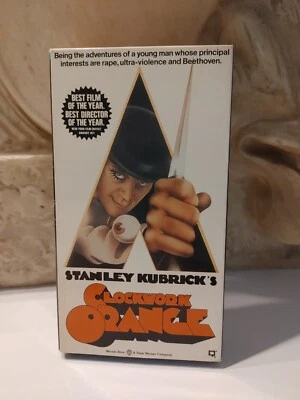 Being the adventures of a young man whose principal
interests are rape, ultra-violence and Beethoven.
BEST FILM
OF THE YEAR.
BEST DIRECTOR
OF THE YEAR.
STANLEY KUBRICK'S
CLOCKWORK
ORANGE